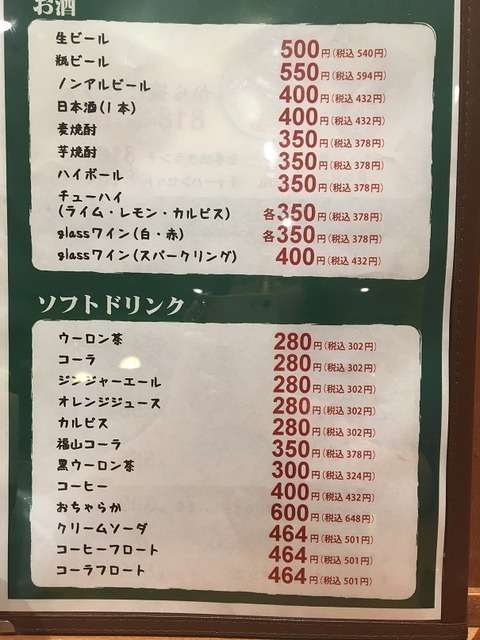 お酒
生ビール 500円(税込 540円)
瓶ビール 550円(税込 594円)
ノンアルビール 400円(税込 432円)
日本酒(1本) 400円(税込 432円)
麦焼酎 350円(税込 378円)
芋焼酎 350円(税込 378円)
ハイボール 350円(税込 378円)
チューハイ
(ライム・レモン・カルピス) 各350円(税込 378円)
glassワイン(白・赤) 各350円(税込 378円)
glassワイン(スパークリング) 400円(税込 432円)
ソフトドリンク
ウーロン茶 280円(税込 302円)
コーラ 280円(税込 302円)
ジンジャーエール 280円(税込 302円)
オレンジジュース 280円(税込 302円)
カルピス 280円(税込 302円)
福山コーラ 350円(税込 378円)
黒ウーロン茶 300円(税込 324円)
コーヒー 400円(税込 432円)
おちゃらか 600円(税込 648円)
クリームソーダ 464円(税込 501円)
コーヒーフロート 464円(税込 501円)
コーラフロート 464円(税込 501円)